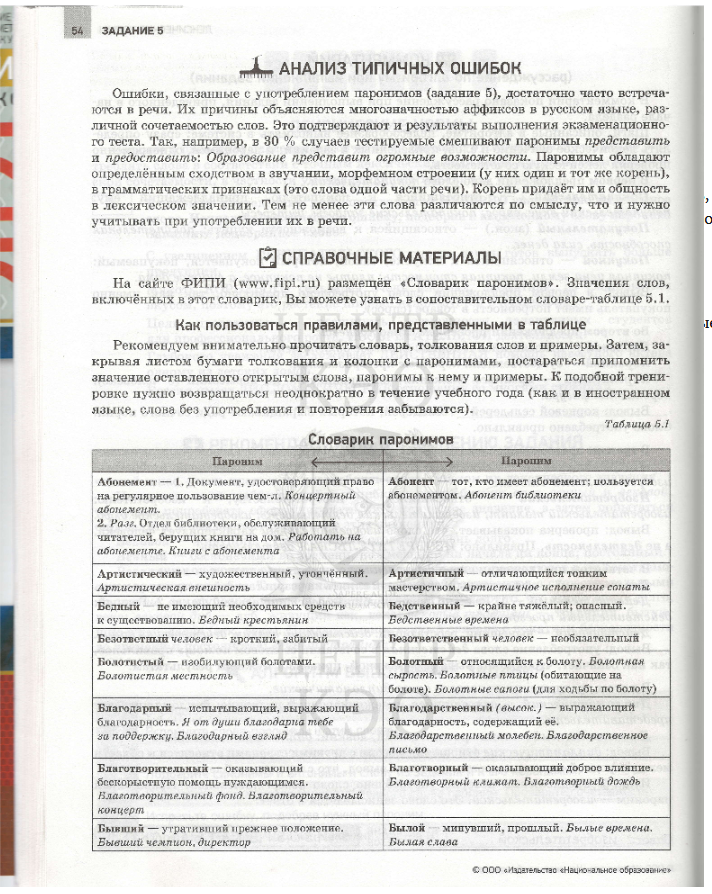 54 ЗАДАНИЕ 5
АНАЛИЗ ТИПИЧНЫХ ОШИБОК
Ошибки, связанные с употреблением паронимов (задание 5), достаточно часто встреча-
ются в речи. Их причины объясняются многозначностью аффиксов в русском языке, раз-
личной сочетаемостью слов. Это подтверждают и результаты выполнения экзаменационно-
го теста. Так, например, в 30 % случаев тестируемые смешивают паронимы представить
и предоставить: Образование представит огромные возможности. Паронимы обладают
определённым сходством в звучании, морфемном строении (у них один и тот же корень),
в грамматических признаках (это слова одной части речи). Корень придаёт им и общность
в лексическом значении. Тем не менее эти слова различаются по смыслу, что и нужно
учитывать при употреблении их в речи.
СПРАВОЧНЫЕ МАТЕРИАЛЫ
На сайте ФИПИ (www.fipi.ru) размещён «Словарик паронимов». Значения слов,
включённых в этот словарик, Вы можете узнать в сопоставительном словаре-таблице 5.1.
Как пользоваться правилами, представленными в таблице
Рекомендуем внимательно прочитать словарь, толкования слов и примеры. Затем, за-
крывая листом бумаги толкования и колонки с паронимами, постараться припомнить
значение оставленного открытым слова, паронимы к нему и примеры. К подобной трени-
ровке нужно возвращаться неоднократно в течение учебного года (как и в иностранном
языке, слова без употребления и повторения забываются).
Таблица 5.1
Словарик паронимов
Пароним Пароним
Абонемент — 1. Документ, удостоверяющий право
на регулярное пользование чем-л. Концертный
абонемент.
2. Разг. Отдел библиотеки, обслуживающий
читателей, берущих книги на дом. Работать на
абонементе. Книги с абонемента
Абонент — тот, кто имеет абонемент; пользуется
абонементом. Абонент библиотеки
Артистический — художественный, утончённый.
Артистическая внешность
Артистичный — отличающийся тонким
мастерством. Артистичное исполнение сонаты
Бедный — не имеющий необходимых средств
к существованию. Бедный крестьянин
Бедственный — крайне тяжёлый; опасный.
Бедственные времена
Безответный человек — кроткий, забитый
Безответственный человек — необязательный
Болотистый — изобилующий болотами.
Болотистая местность
Болотный — относящийся к болоту. Болотная
сырость. Болотные птицы (обитающие на
болоте). Болотные сапоги (для ходьбы по болоту)
Благодарный — испытывающий, выражающий
благодарность. Я от души благодарна тебе
за поддержку. Благодарный взгляд
Благодарственный (высок.) — выражающий
благодарность, содержащий её.
Благодарственный молебен. Благодарственное
письмо
Благотворительный — оказывающий
бескорыстную помощь нуждающимся.
Благотворительный фонд. Благотворительный
концерт
Благотворный — оказывающий доброе влияние.
Благотворный климат. Благотворный дождь
Бывший — утративший прежнее положение.
Бывший чемпион, директор
Былой — минувший, прошлый. Былые времена.
Былая слава
© ООО «Издательство «Национальное образование»
ЦЕНТР
КЭО
ЦЕНТР
КЭО